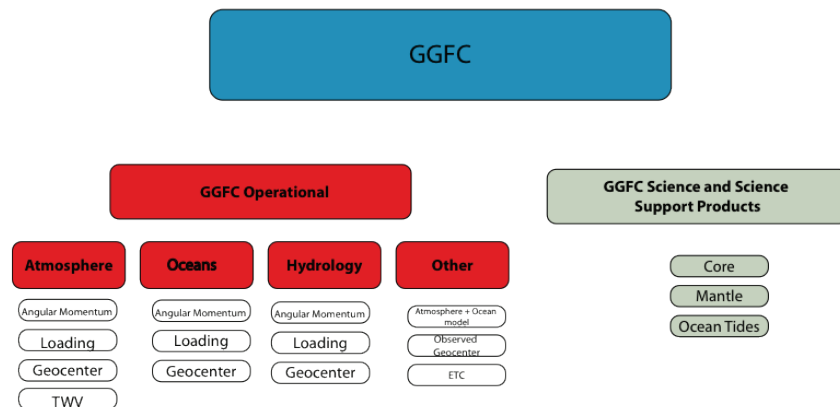 GGFC
GGFC Operational
GGFC Science and Science
Support Products
Atmosphere
Oceans
Hydrology
Other
Angular Momentum
Loading
Geocenter
TWV
Angular Momentum
Loading
Geocenter
Angular Momentum
Loading
Geocenter
Atmosphere + Ocean
model
Observed
Geocenter
ETC
Core
Mantle
Ocean Tides